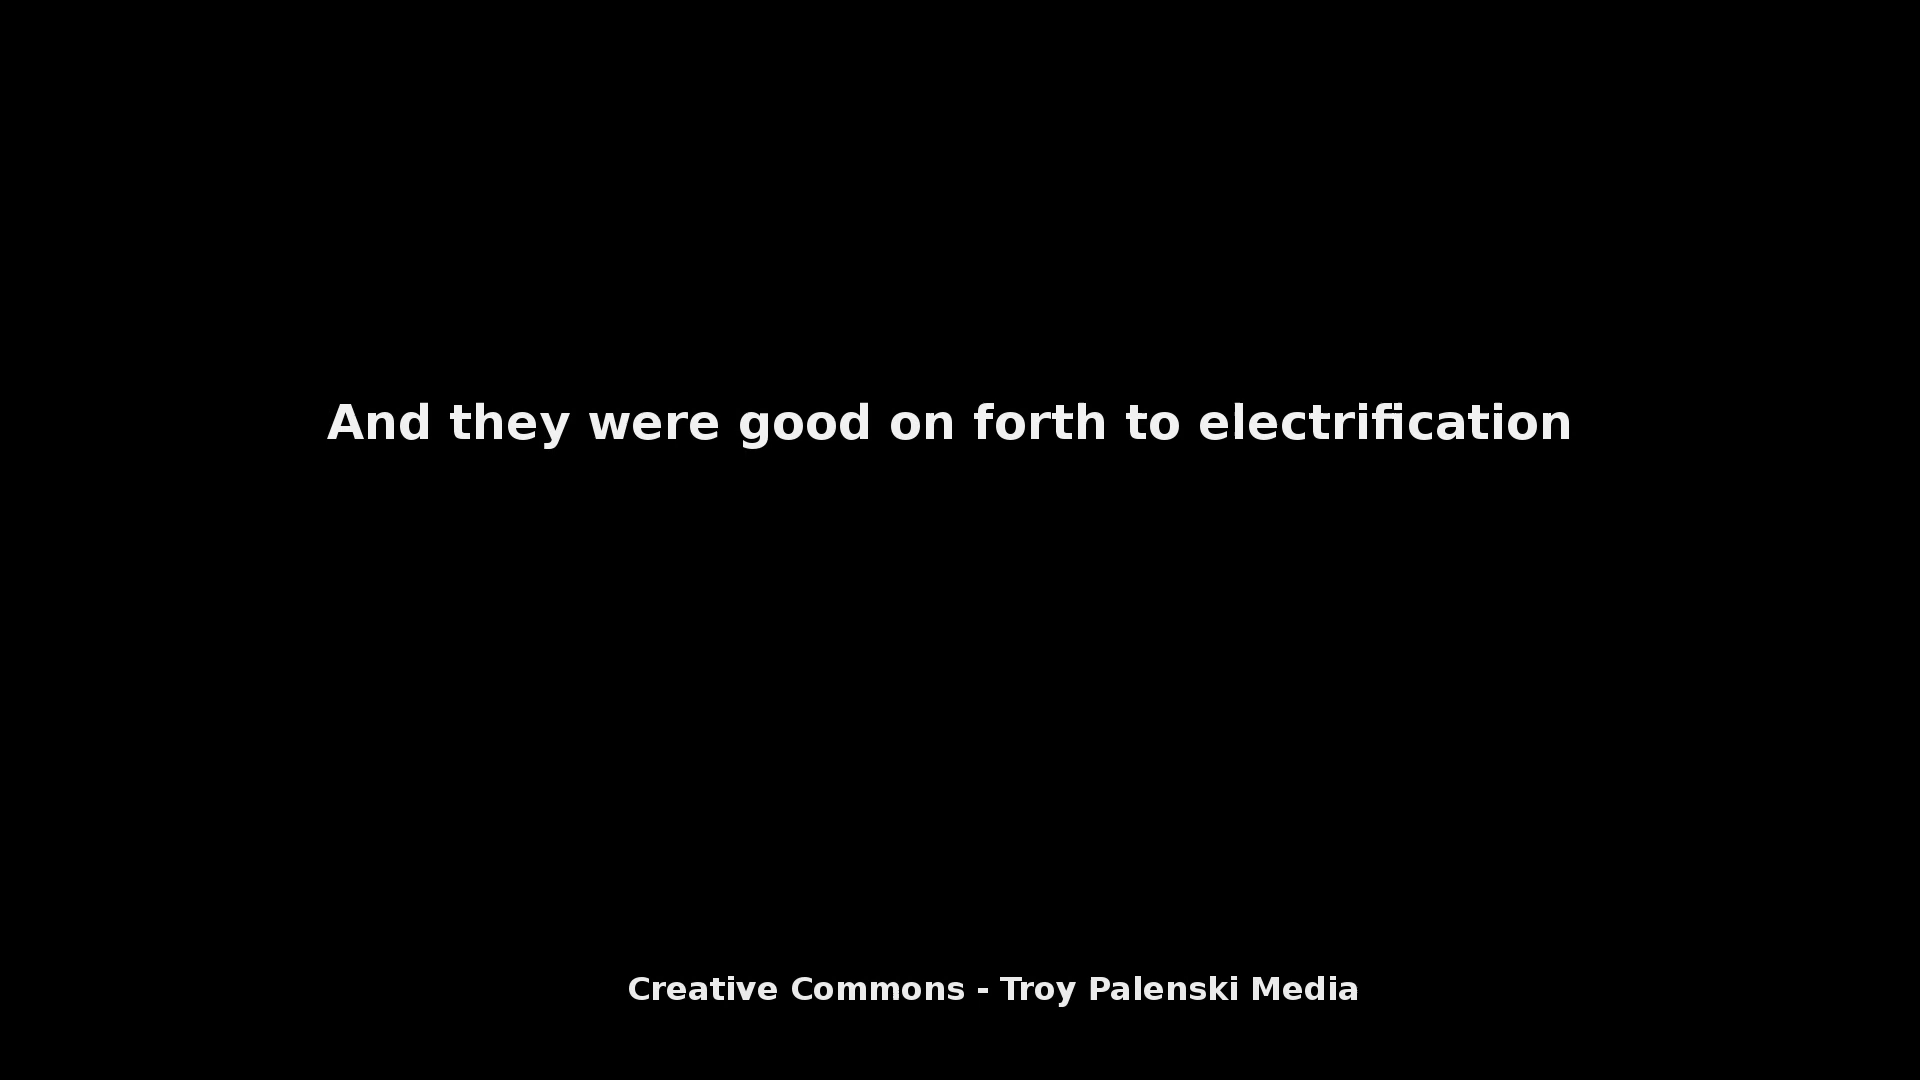 And they were good on forth to electrification
Creative Commons - Troy Palenski Media